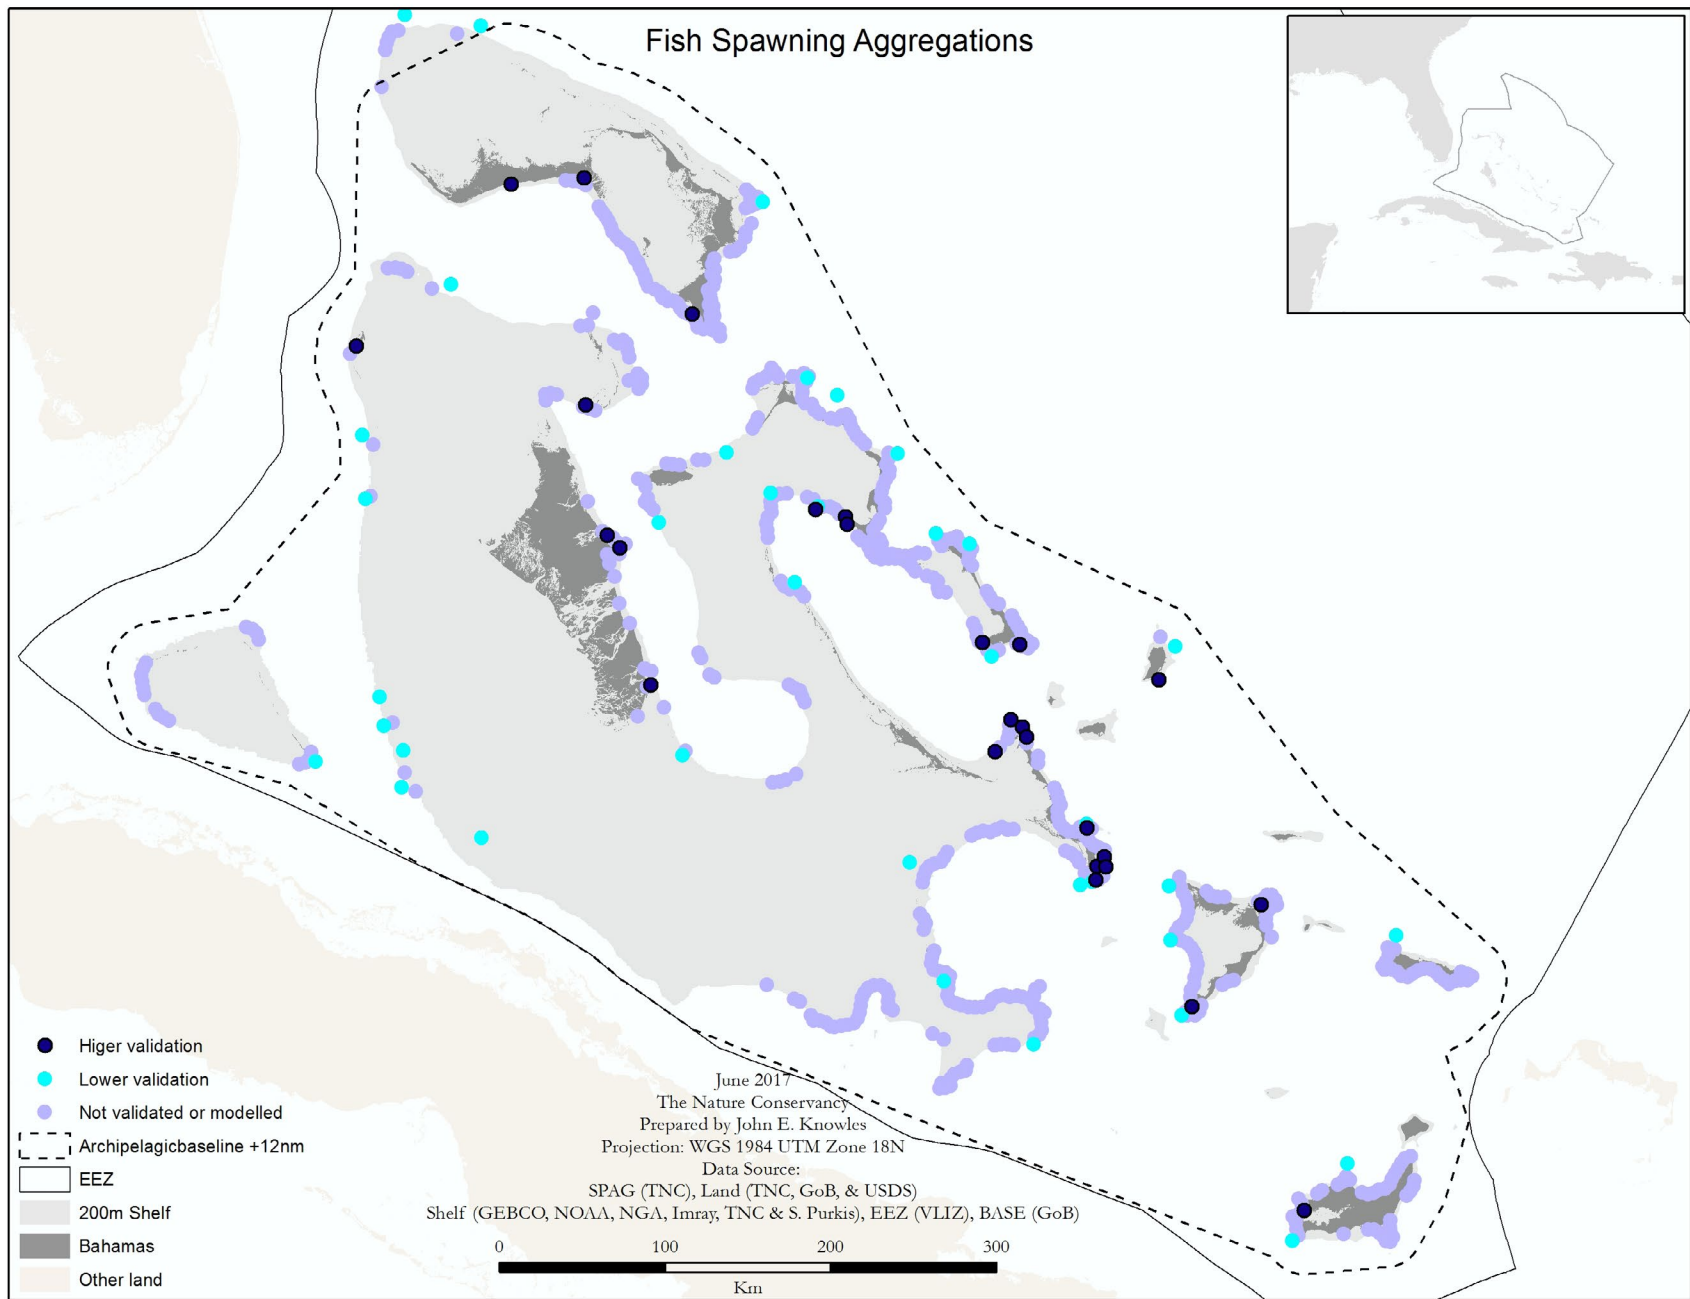 Fish Spawning Aggregations
Higer validation
Lower validation
Not validated or modelled
Archipelagicbaseline +12nm
EEZ
200m Shelf
Bahamas
Other land
June 2017
The Nature Conservancy
Prepared by John E. Knowles
Projection: WGS 1984 UTM Zone 18N
Data Source:
SPAG (TNC), Land (TNC, GoB, & USDS)
Shelf (GEBCO, NOAA, NGA, Imray, TNC & S. Purkis), EEZ (VLIZ), BASE (GoB)
0 100 200 300
Km